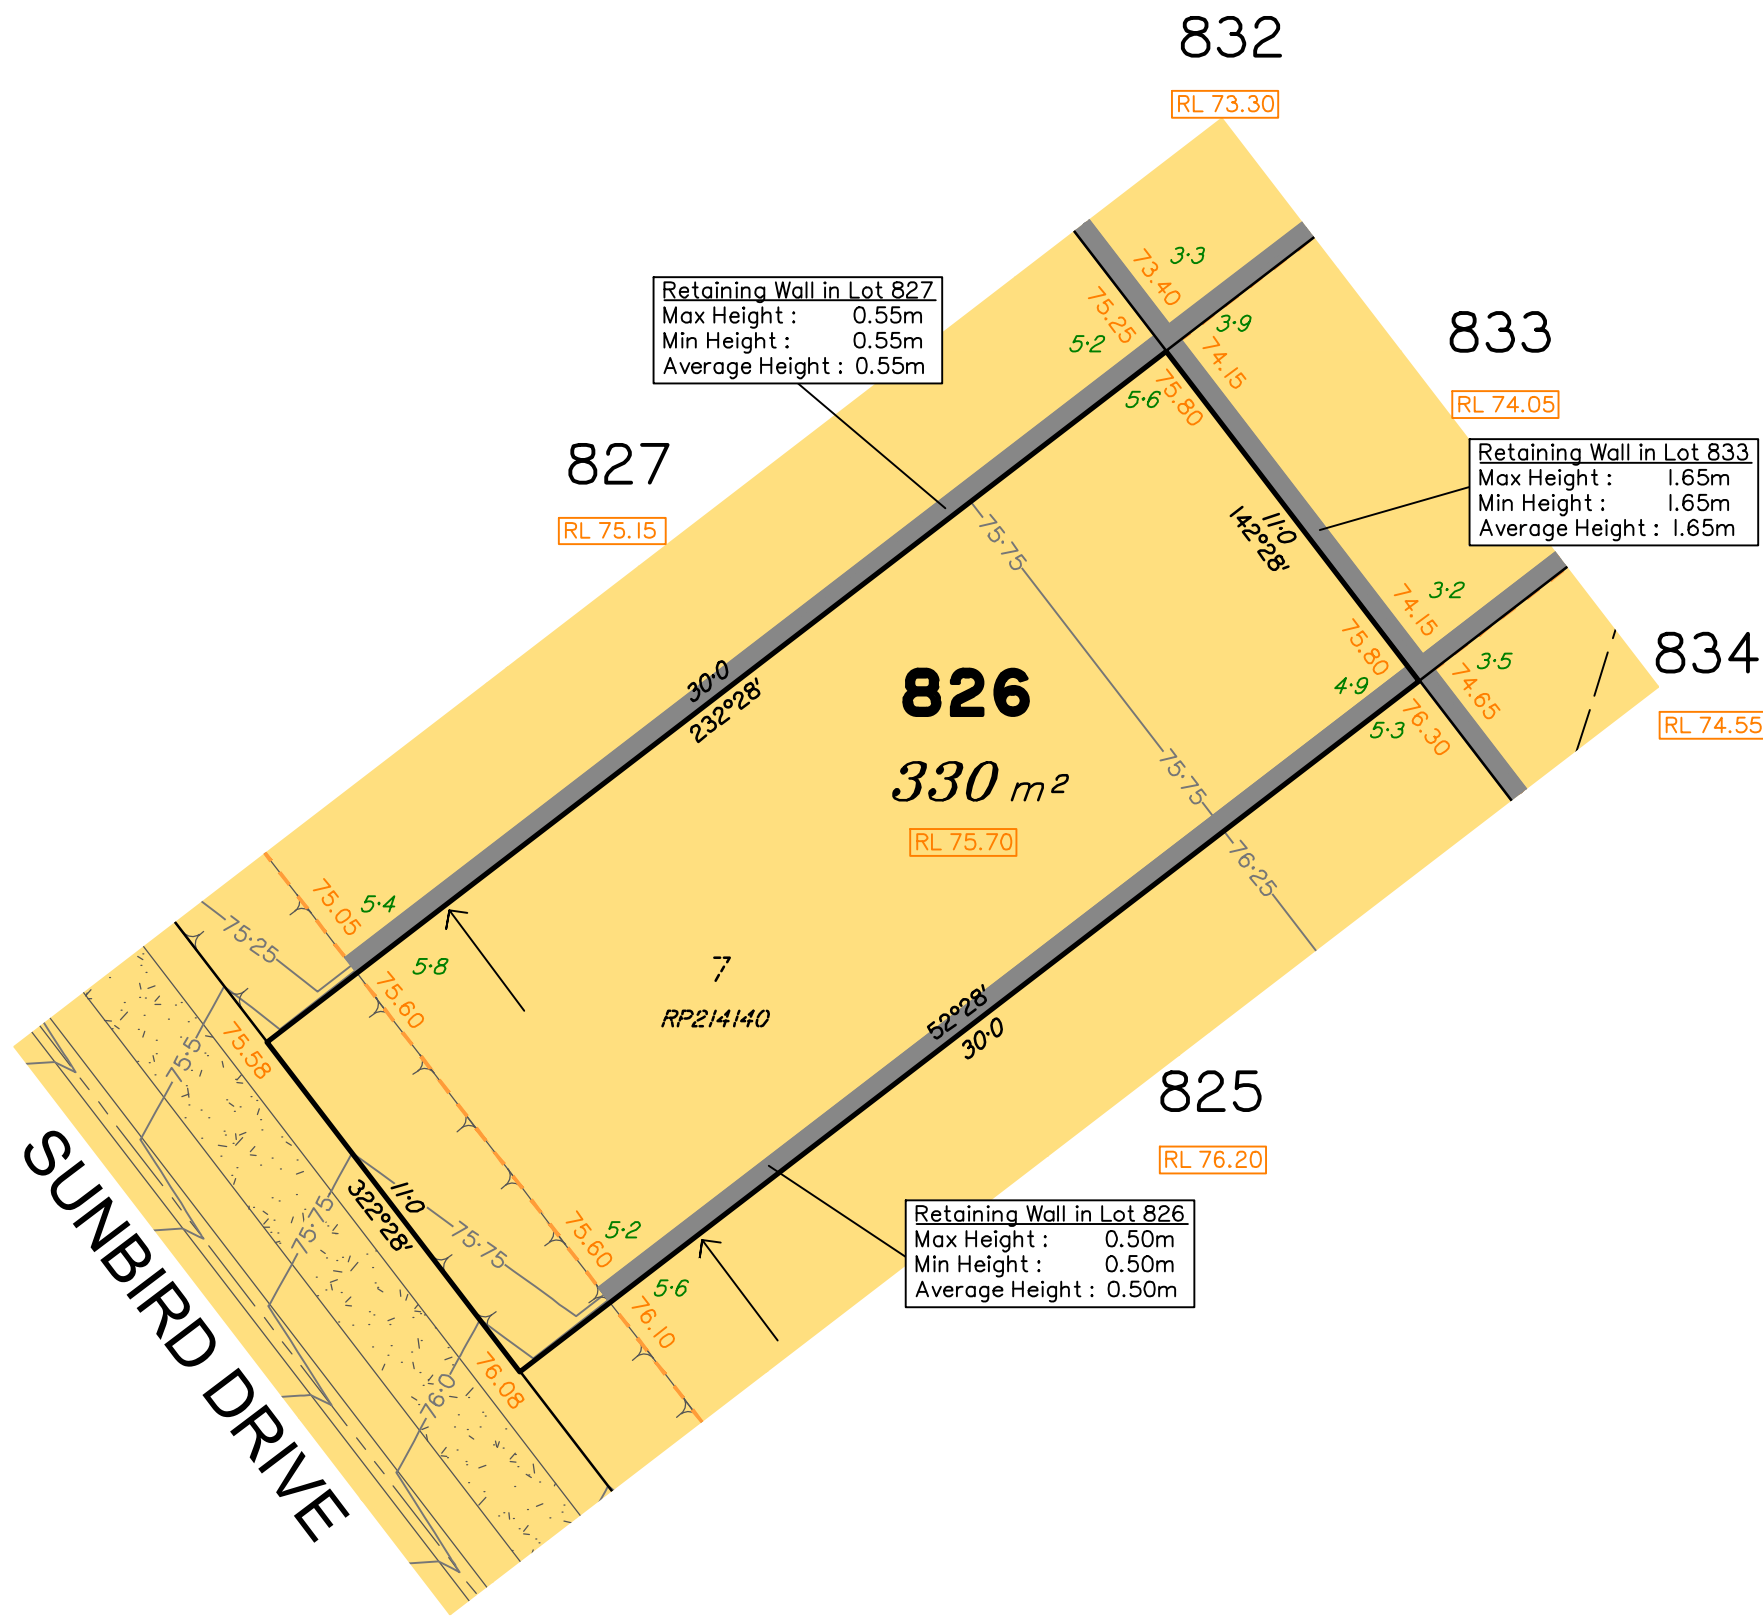 832
RL 73.30
3·3
73.40
75.25
5·2
3·9
74.15
833
RL 74.05
Retaining Wall in Lot 827
Max Height : 0.55m
Min Height : 0.55m
Average Height : 0.55m
75.80
5·6
827
RL 75.15
Retaining Wall in Lot 833
Max Height : 1.65m
Min Height : 1.65m
Average Height : 1.65m
75·75
11·0
142°28'
3·2
74.15
75.80
4·9
834
RL 74.55
3·5
74.65
76.30
5·3
30·0
232°28'
826
330 m²
RL 75.70
75·75
76·25
75.05
5·4
75·25
5·8
75.60
7
RP214140
52°28'
30·0
75.58
75·5
825
RL 76.20
SUNBIRD DRIVE
11·0
322°28'
75·75
75·75
75.60
5·2
5·6
76.10
Retaining Wall in Lot 826
Max Height : 0.50m
Min Height : 0.50m
Average Height : 0.50m
76.08
76·0